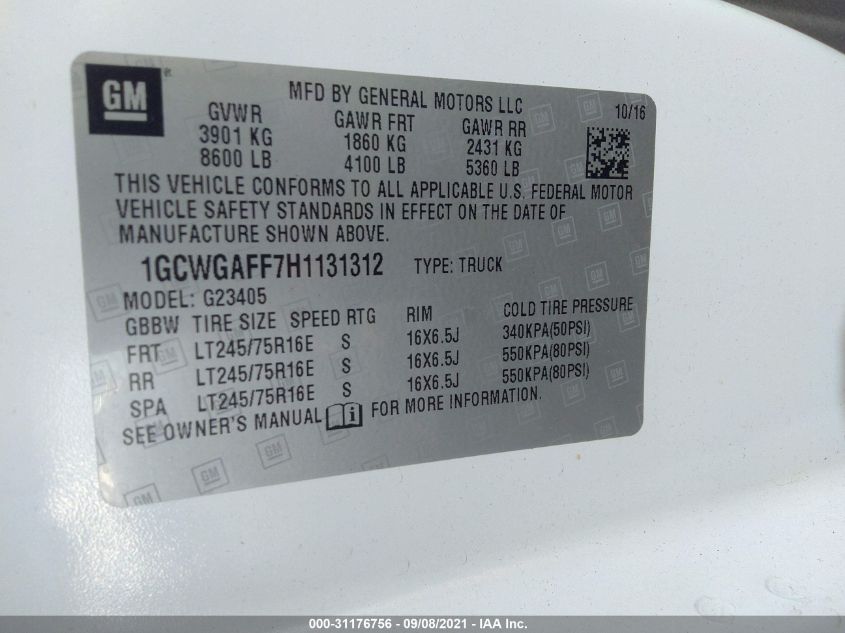 GM
MFD BY GENERAL MOTORS LLC
10/16
GVWR GAWR FRT GAWR RR
3901 KG 1860 KG 2431 KG
8600 LB 4100 LB 5360 LB
THIS VEHICLE CONFORMS TO ALL APPLICABLE U.S. FEDERAL MOTOR
VEHICLE SAFETY STANDARDS IN EFFECT ON THE DATE OF
MANUFACTURE SHOWN ABOVE.
1GCWGAFF7H1131312 TYPE: TRUCK
MODEL: G23405
GBBW TIRE SIZE SPEED RTG RIM COLD TIRE PRESSURE
FRT LT245/75R16E S 16X6.5J 340KPA(50PSI)
RR LT245/75R16E S 16X6.5J 550KPA(80PSI)
SPA LT245/75R16E S 16X6.5J 550KPA(80PSI)
SEE OWNER'S MANUAL FOR MORE INFORMATION.
000-31176756 - 09/08/2021 - IAA Inc.